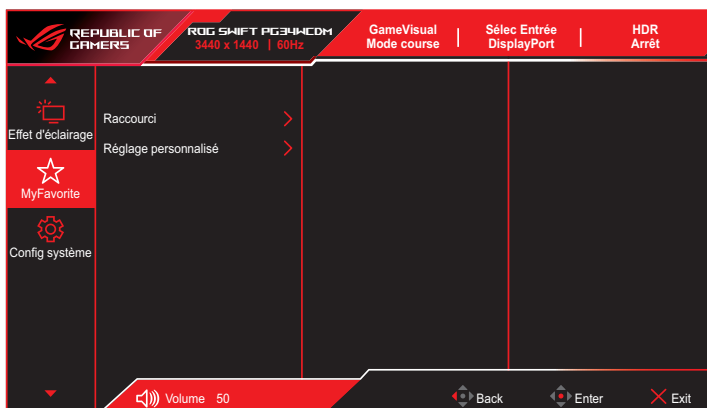 REPUBLIC OF
GAMERS
ROG SWIFT PG34WCDM
3440 x 1440 | 60Hz
GameVisual
Mode course
Sélec Entrée
DisplayPort
HDR
Arrêt
Effet d'éclairage
MyFavorite
Config système
Raccourci
Réglage personnalisé
Volume 50
Back
Enter
Exit